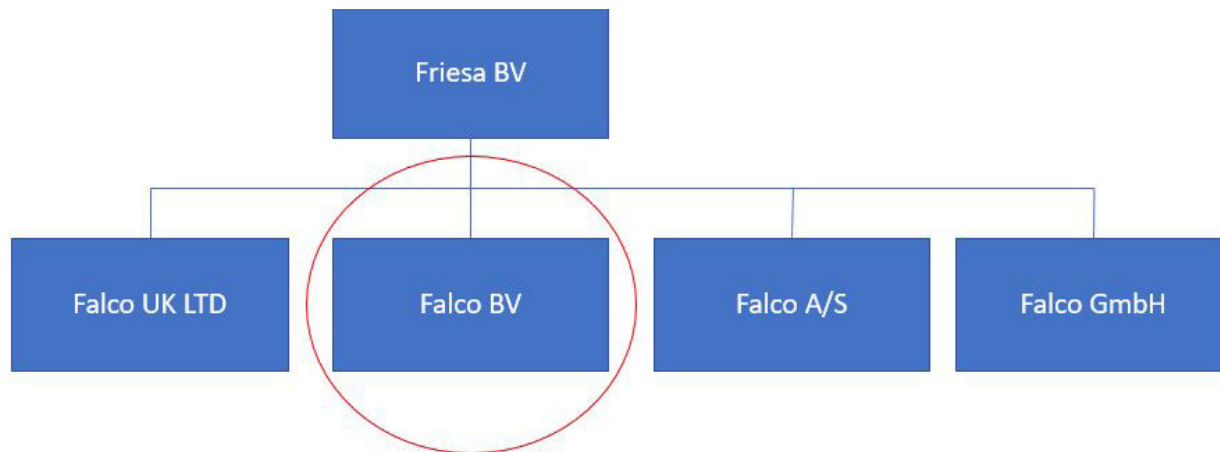 Friesa BV
Falco UK LTD
Falco BV
Falco A/S
Falco GmbH